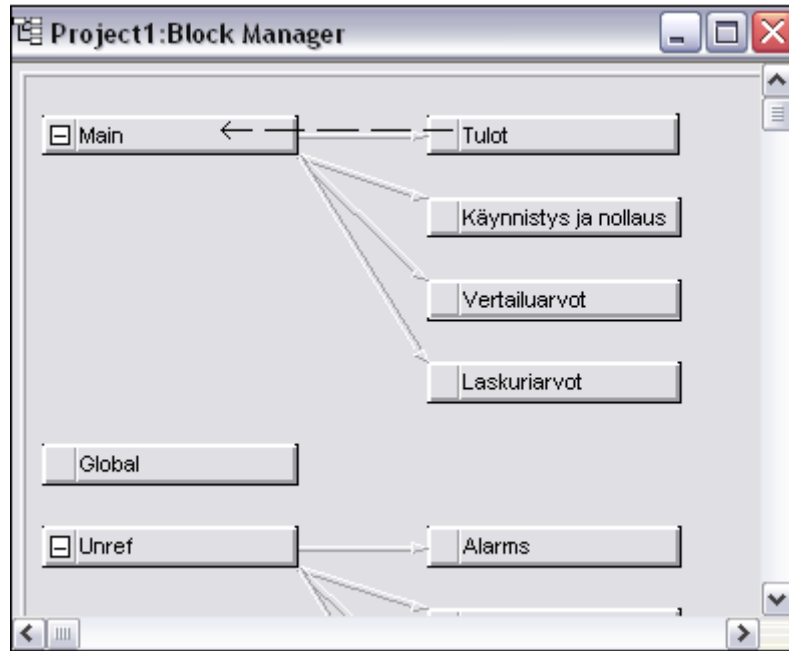 Project1:Block Manager
Main
Tulot
Käynnistys ja nollaus
Vertailuarvot
Laskuriarvot
Global
Unref
Alarms